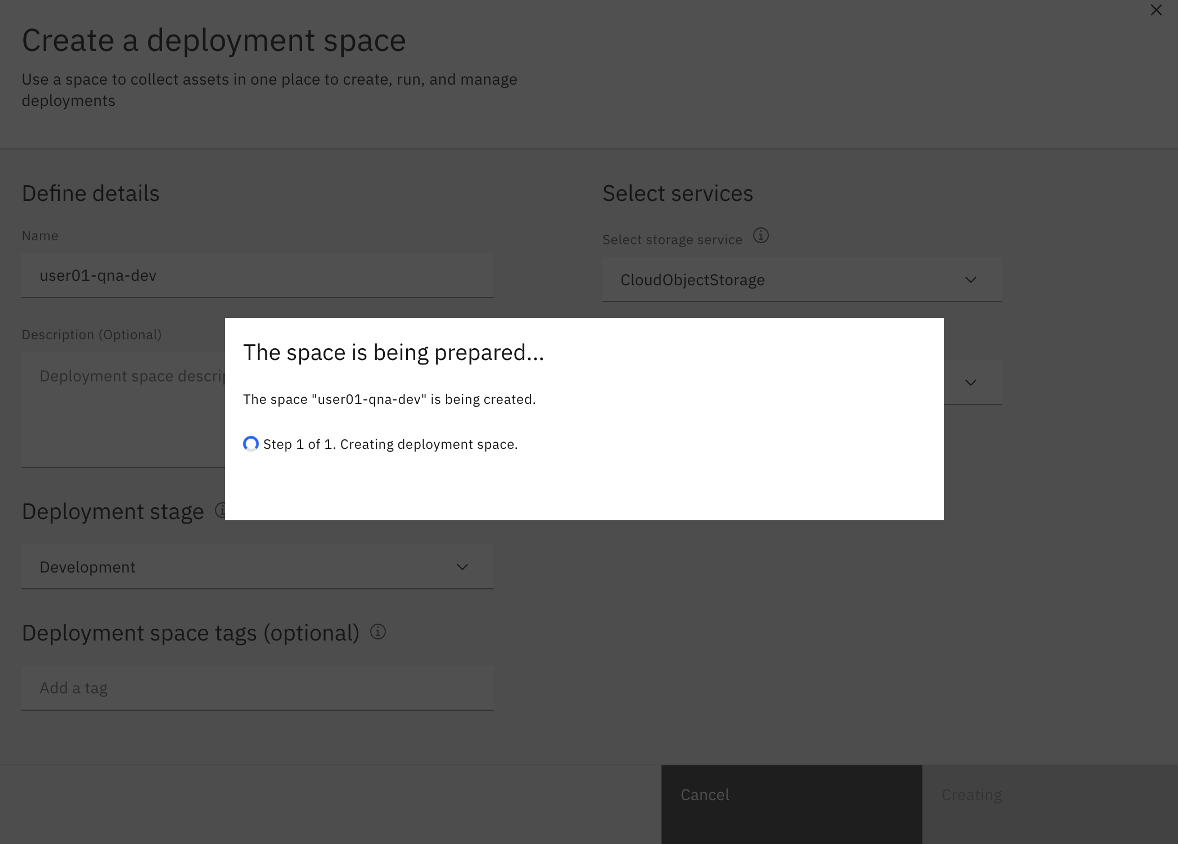 Create a deployment space
Use a space to collect assets in one place to create, run, and manage
deployments
Define details
Name
user01-qna-dev
Description (Optional)
Deployment space
Deployment stage
Development
Deployment space tags (optional)
Add a tag
Select services
Select storage service
CloudObjectStorage
The space is being prepared...
The space "user01-qna-dev" is being created.
Step 1 of 1. Creating deployment space.
Cancel
Creating